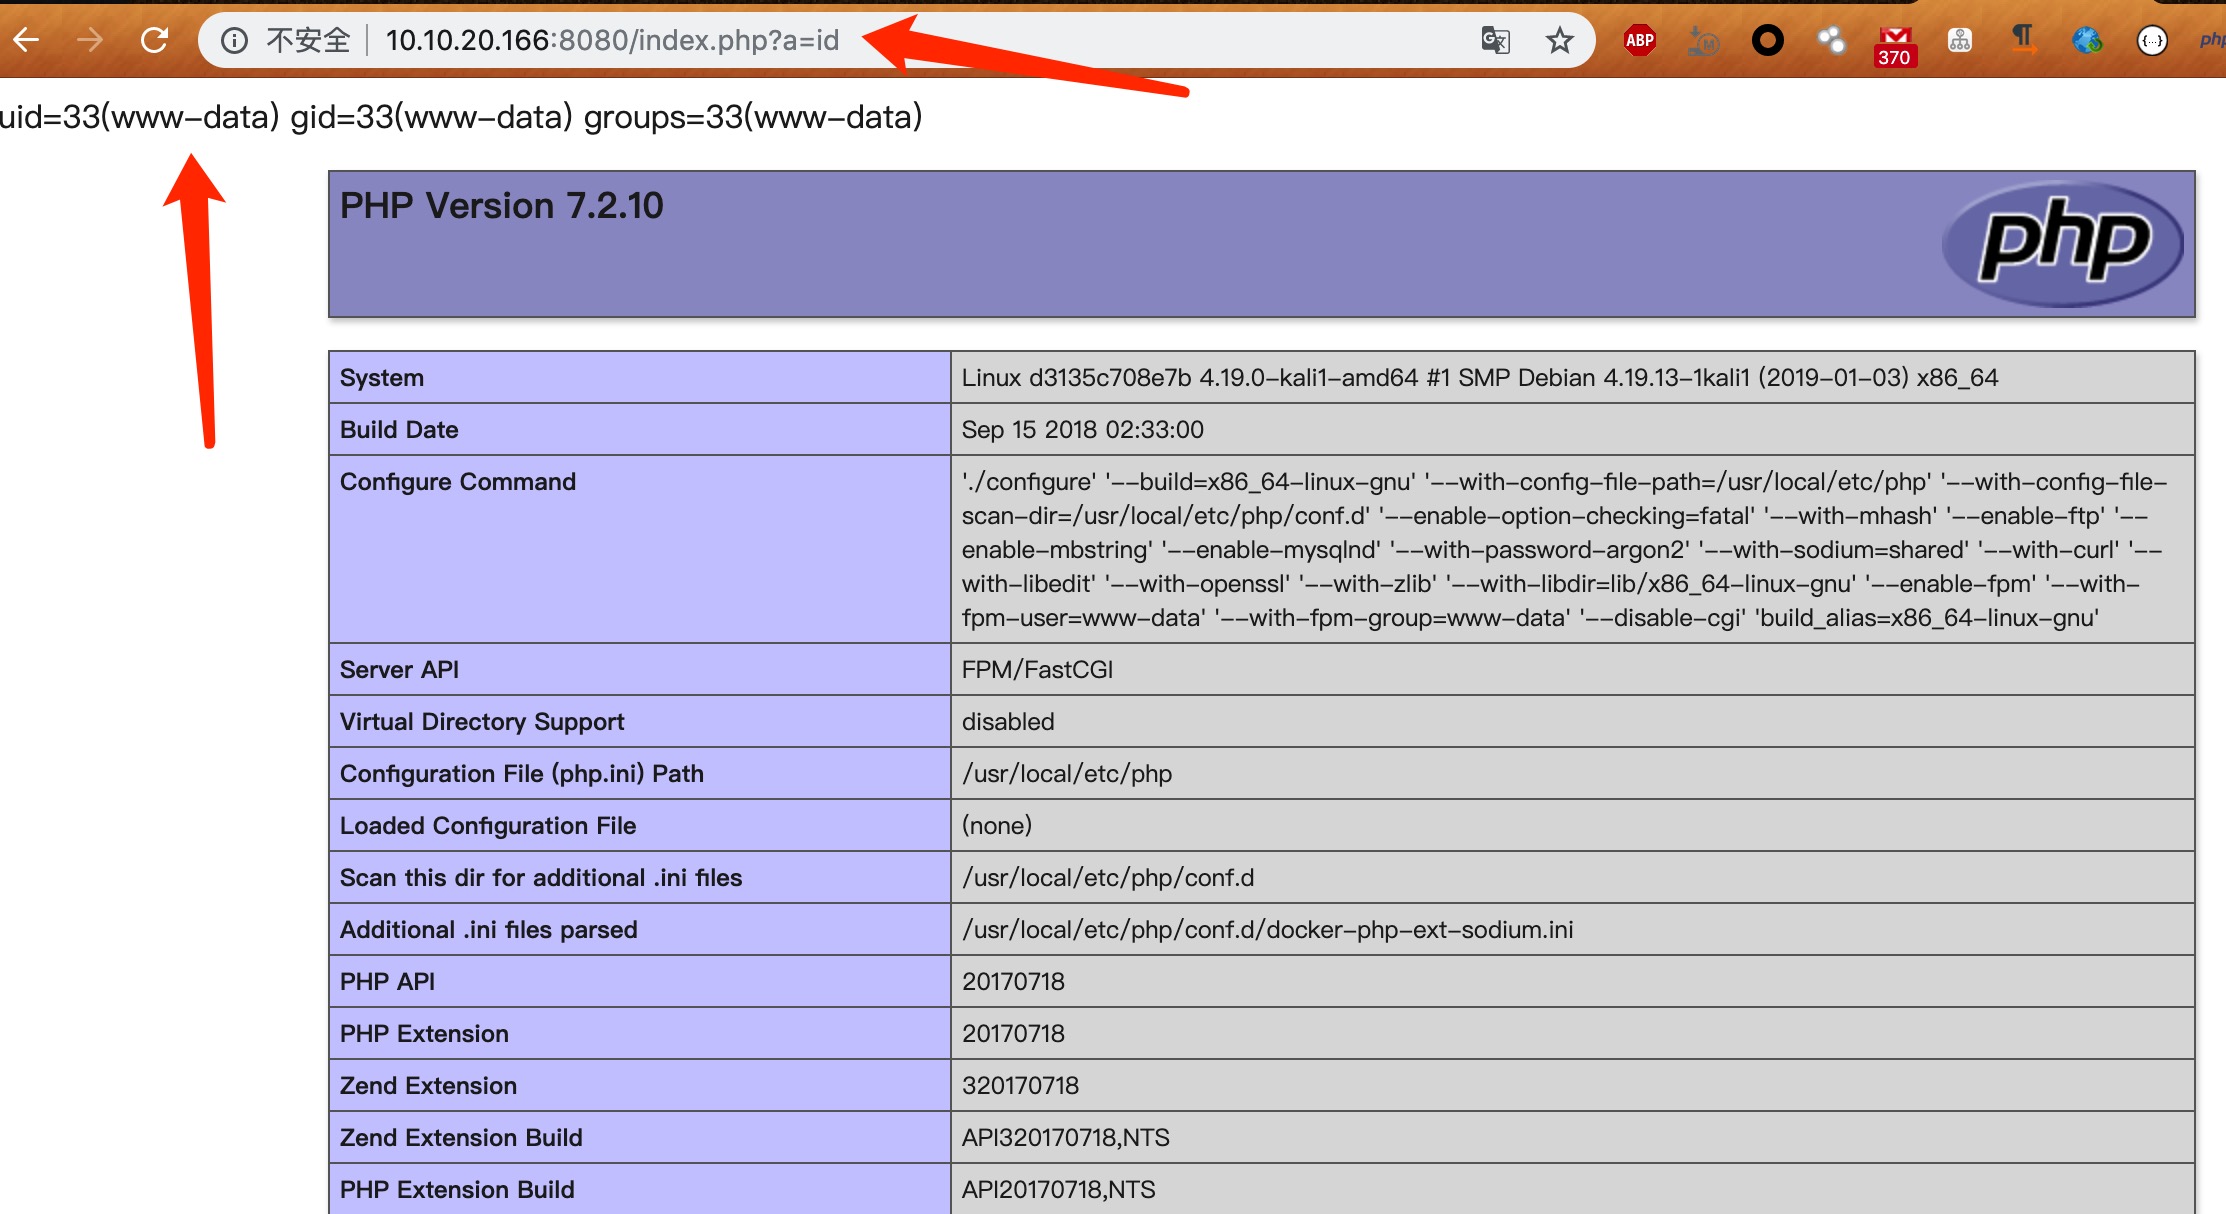 不安全 10.10.20.166:8080/index.php?a=id ABP M 370 {...} php
uid=33(www-data) gid=33(www-data) groups=33(www-data)
PHP Version 7.2.10
php
System Linux d3135c708e7b 4.19.0-kali1-amd64 #1 SMP Debian 4.19.13-1kali1 (2019-01-03) x86_64
Build Date Sep 15 2018 02:33:00
Configure Command './configure' '--build=x86_64-linux-gnu' '--with-config-file-path=/usr/local/etc/php' '--with-config-file-
scan-dir=/usr/local/etc/php/conf.d' '--enable-option-checking=fatal' '--with-mhash' '--enable-ftp' '--
enable-mbstring' '--enable-mysqlnd' '--with-password-argon2' '--with-sodium=shared' '--with-curl' '--
with-libedit' '--with-openssl' '--with-zlib' '--with-libdir=lib/x86_64-linux-gnu' '--enable-fpm' '--with-
fpm-user=www-data' '--with-fpm-group=www-data' '--disable-cgi' 'build_alias=x86_64-linux-gnu'
Server API FPM/FastCGI
Virtual Directory Support disabled
Configuration File (php.ini) Path /usr/local/etc/php
Loaded Configuration File (none)
Scan this dir for additional .ini files /usr/local/etc/php/conf.d
Additional .ini files parsed /usr/local/etc/php/conf.d/docker-php-ext-sodium.ini
PHP API 20170718
PHP Extension 20170718
Zend Extension 320170718
Zend Extension Build API320170718,NTS
PHP Extension Build API20170718,NTS